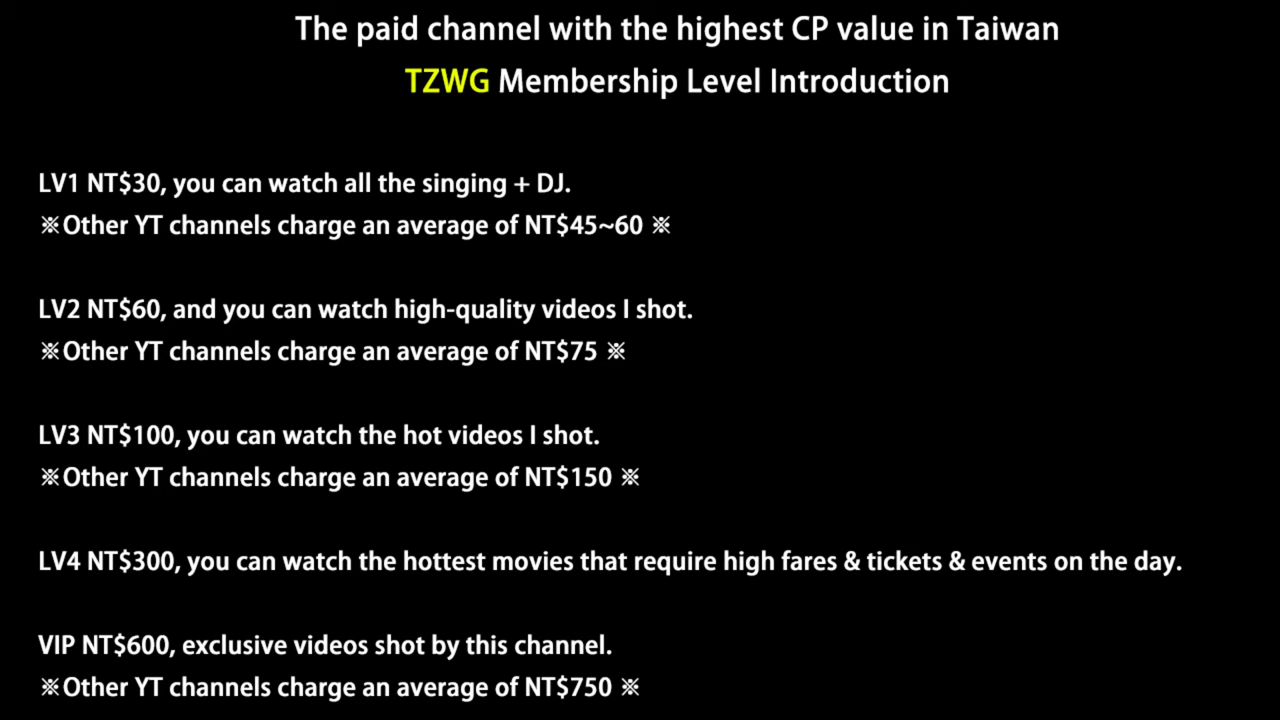 The paid channel with the highest CP value in Taiwan
TZWG Membership Level Introduction
LV1 NT$30, you can watch all the singing + DJ.
※Other YT channels charge an average of NT$45~60 ※
LV2 NT$60, and you can watch high-quality videos I shot.
※Other YT channels charge an average of NT$75 ※
LV3 NT$100, you can watch the hot videos I shot.
※Other YT channels charge an average of NT$150 ※
LV4 NT$300, you can watch the hottest movies that require high fares & tickets & events on the day.
VIP NT$600, exclusive videos shot by this channel.
※Other YT channels charge an average of NT$750 ※